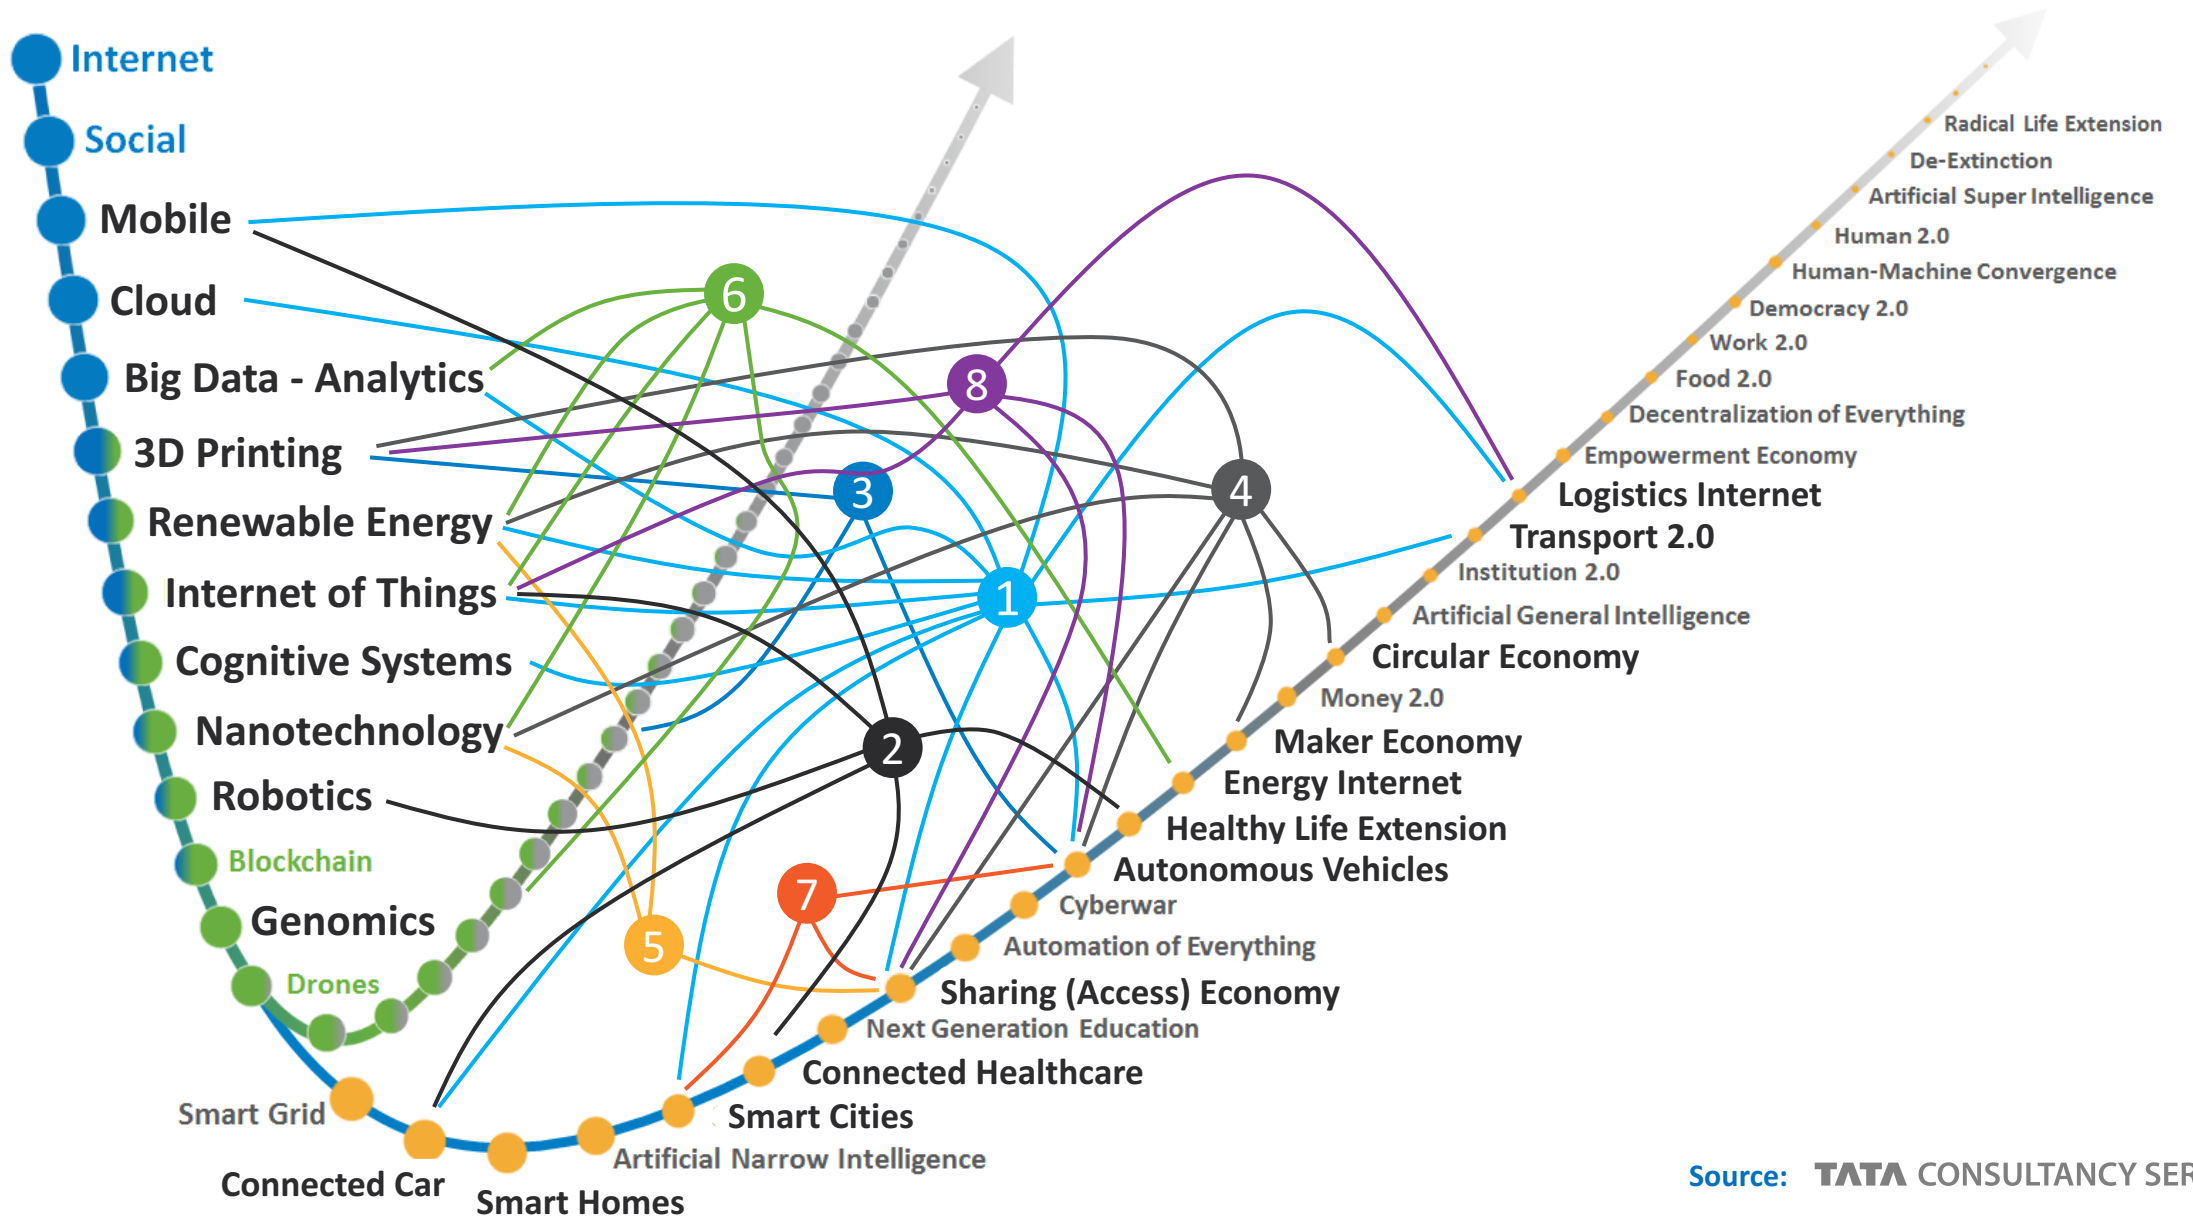 Internet
Social
Mobile
Cloud
Big Data - Analytics
3D Printing
Renewable Energy
Internet of Things
Cognitive Systems
Nanotechnology
Robotics
Blockchain
Genomics
Drones
Smart Grid
Connected Car
Smart Homes
Artificial Narrow Intelligence
Smart Cities
Connected Healthcare
Next Generation Education
Sharing (Access) Economy
Automation of Everything
Cyberwar
Autonomous Vehicles
Healthy Life Extension
Energy Internet
Maker Economy
Money 2.0
Circular Economy
Artificial General Intelligence
Institution 2.0
Transport 2.0
Logistics Internet
Empowerment Economy
Decentralization of Everything
Food 2.0
Work 2.0
Democracy 2.0
Human-Machine Convergence
Human 2.0
Artificial Super Intelligence
De-Extinction
Radical Life Extension
6
8
3
4
1
2
7
5
Source: TATA CONSULTANCY SER